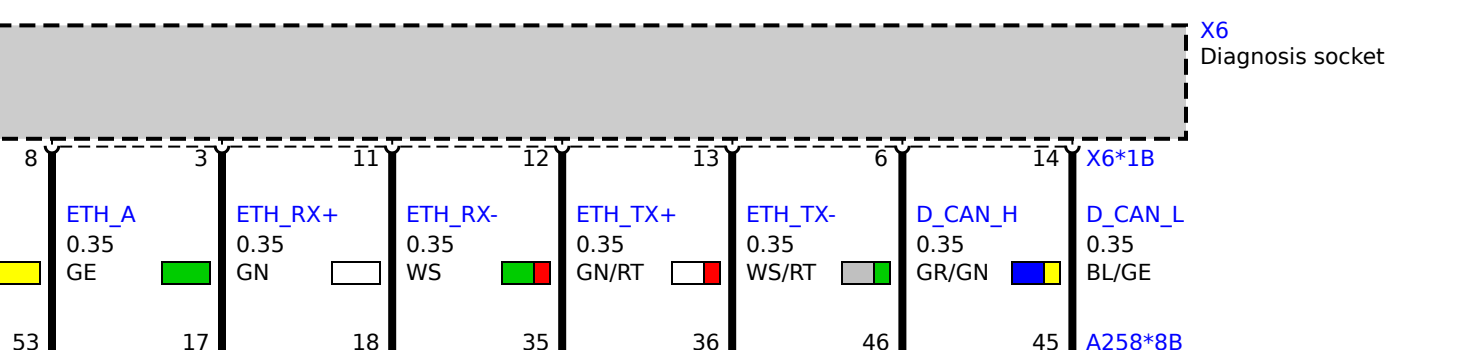 X6
Diagnosis socket
8 3 11 12 13 6 14 X6*1B
ETH_A ETH_RX+ ETH_RX- ETH_TX+ ETH_TX- D_CAN_H D_CAN_L
0.35 0.35 0.35 0.35 0.35 0.35 0.35
GE GN WS GN/RT WS/RT GR/GN BL/GE
53 17 18 35 36 46 45 A258*8B